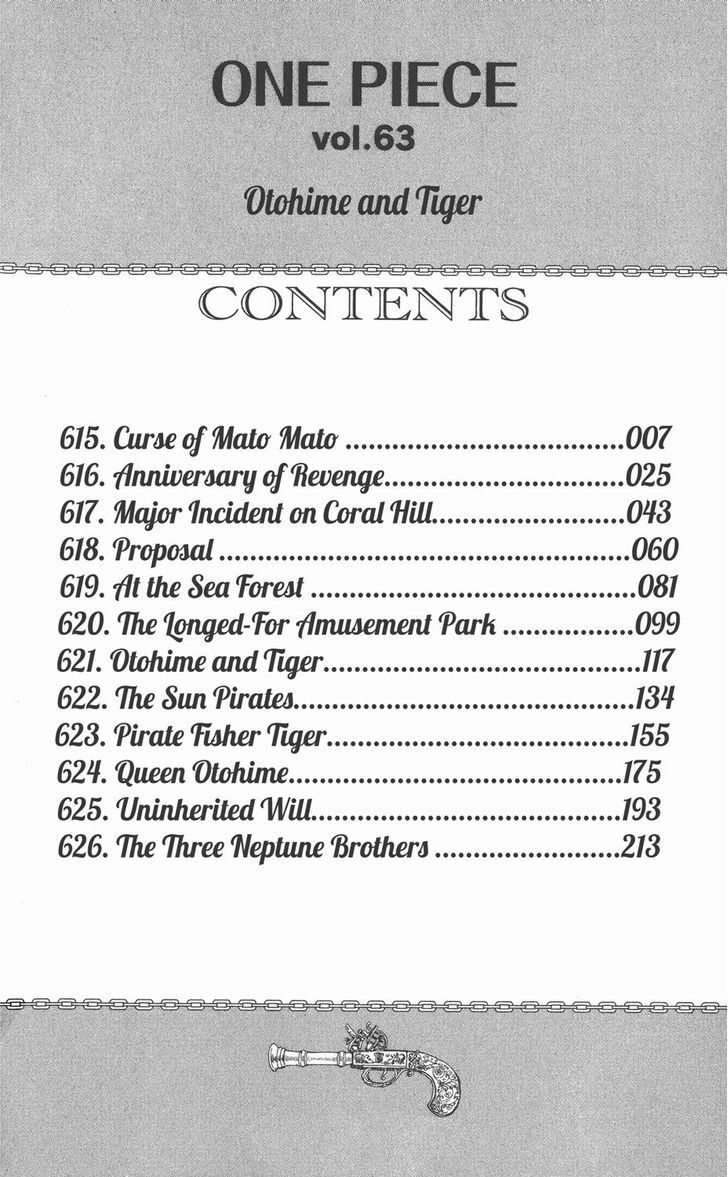 ONE PIECE
vol.63
Otohime and Tiger
CONTENTS
615. Curse of Mato Mato ....................................007
616. Anniversary of Revenge...............................025
617. Major Incident on Coral Hill.........................043
618. Proposal .....................................................060
619. At the Sea Forest ..........................................081
620. The Longed-For Amusement Park .................099
621. Otohime and Tiger.........................................117
622. The Sun Pirates............................................134
623. Pirate Fisher Tiger.......................................155
624. Queen Otohime...........................................175
625. Uninherited Will........................................193
626. The Three Neptune Brothers ........................213